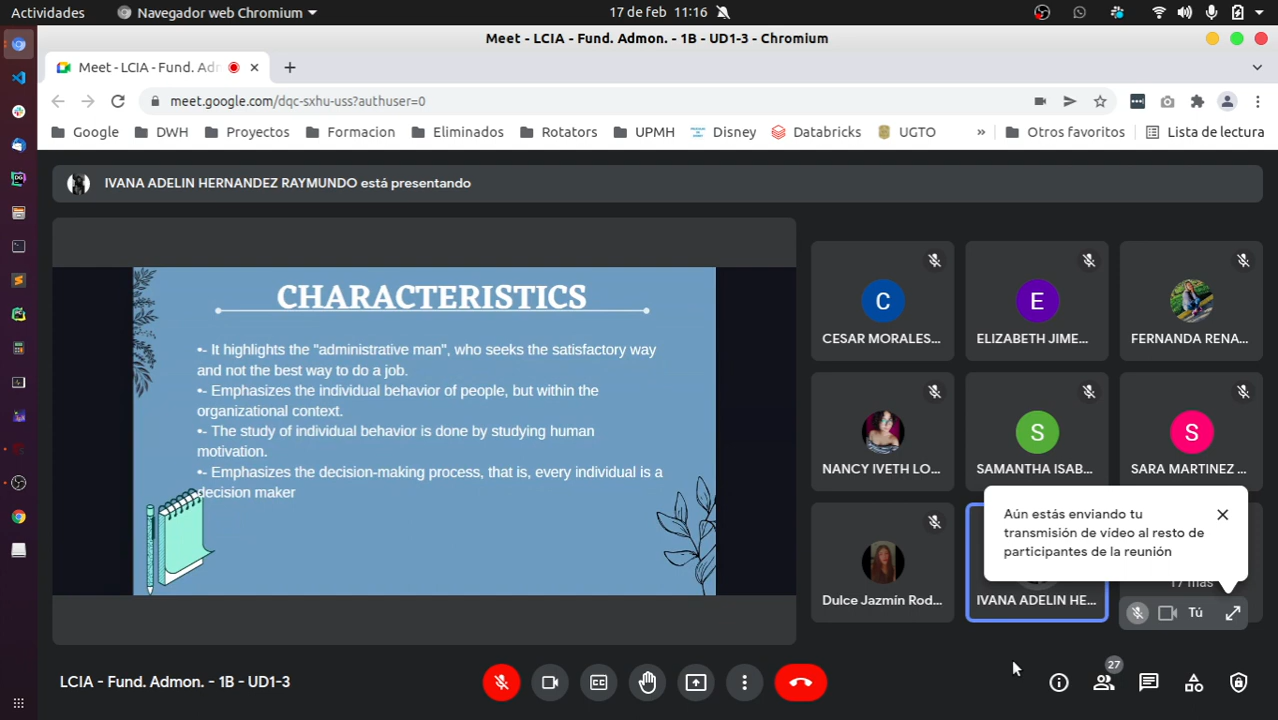 Actividades
Navegador web Chromium
17 de feb 11:16
Meet - LCIA - Fund. Admon. - 1B - UD1-3 - Chromium
Meet - LCIA - Fund. Adm
meet.google.com/dqc-sxhu-uss?authuser=0
Google DWH Proyectos Formacion Eliminados Rotators UPMH Disney Databricks UGTO » Otros favoritos Lista de lectura
IVANA ADELIN HERNANDEZ RAYMUNDO está presentando
CHARACTERISTICS
•- It highlights the "administrative man", who seeks the satisfactory way
and not the best way to do a job.
•- Emphasizes the individual behavior of people, but within the
organizational context.
•- The study of individual behavior is done by studying human
motivation.
•- Emphasizes the decision-making process, that is, every individual is a
decision maker
C
CESAR MORALES...
E
ELIZABETH JIME...
FERNANDA RENA...
NANCY IVETH LO...
S
SAMANTHA ISAB...
S
SARA MARTINEZ ...
Aún estás enviando tu
transmisión de vídeo al resto de
participantes de la reunión
Dulce Jazmín Rod...
IVANA ADELIN HE...
17 más
Tú
LCIA - Fund. Admon. - 1B - UD1-3
27